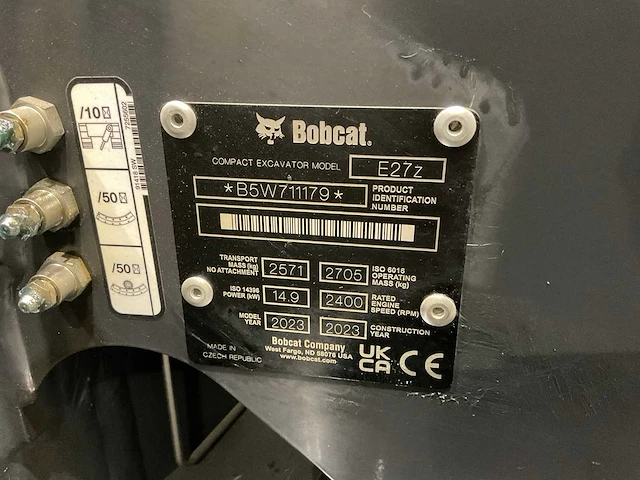 /10
/50
/50
7296602
91418 SW
Bobcat.
COMPACT EXCAVATOR MODEL E27z
*B5W711179* PRODUCT IDENTIFICATION NUMBER
TRANSPORT MASS (kg) NO ATTACHMENT 2571 2705 ISO 6016 OPERATING MASS (kg)
ISO 14396 POWER (kW) 14.9 2400 RATED ENGINE SPEED (RPM)
MODEL YEAR 2023 2023 CONSTRUCTION YEAR
MADE IN CZECH REPUBLIC
Bobcat Company
West Fargo, ND 58078 USA
www.bobcat.com
UK CA CE